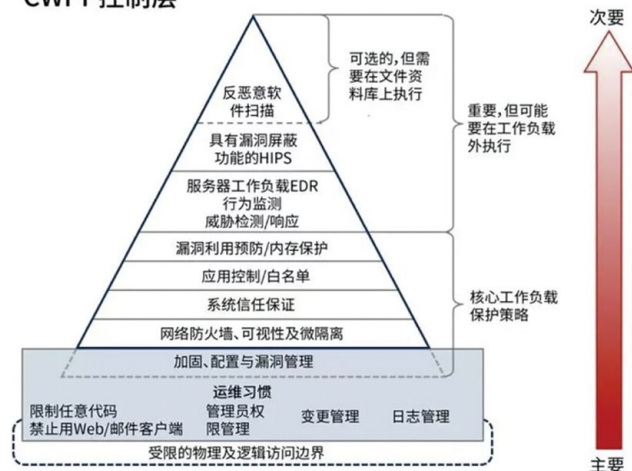 CWPP 控制层
次要
可选的，但需
要在文件资
料库上执行
反恶意软
件扫描
重要，但可能
要在工作负载
外执行
具有漏洞屏蔽
功能的HIPS
服务器工作负载EDR
行为监测
威胁检测/响应
漏洞利用预防/内存保护
应用控制/白名单
系统信任保证
核心工作负载
保护策略
网络防火墙、可视性及微隔离
加固、配置与漏洞管理
运维习惯
限制任意代码
禁止用Web/邮件客户端
管理员权
限管理
变更管理
日志管理
受限的物理及逻辑访问边界
主要